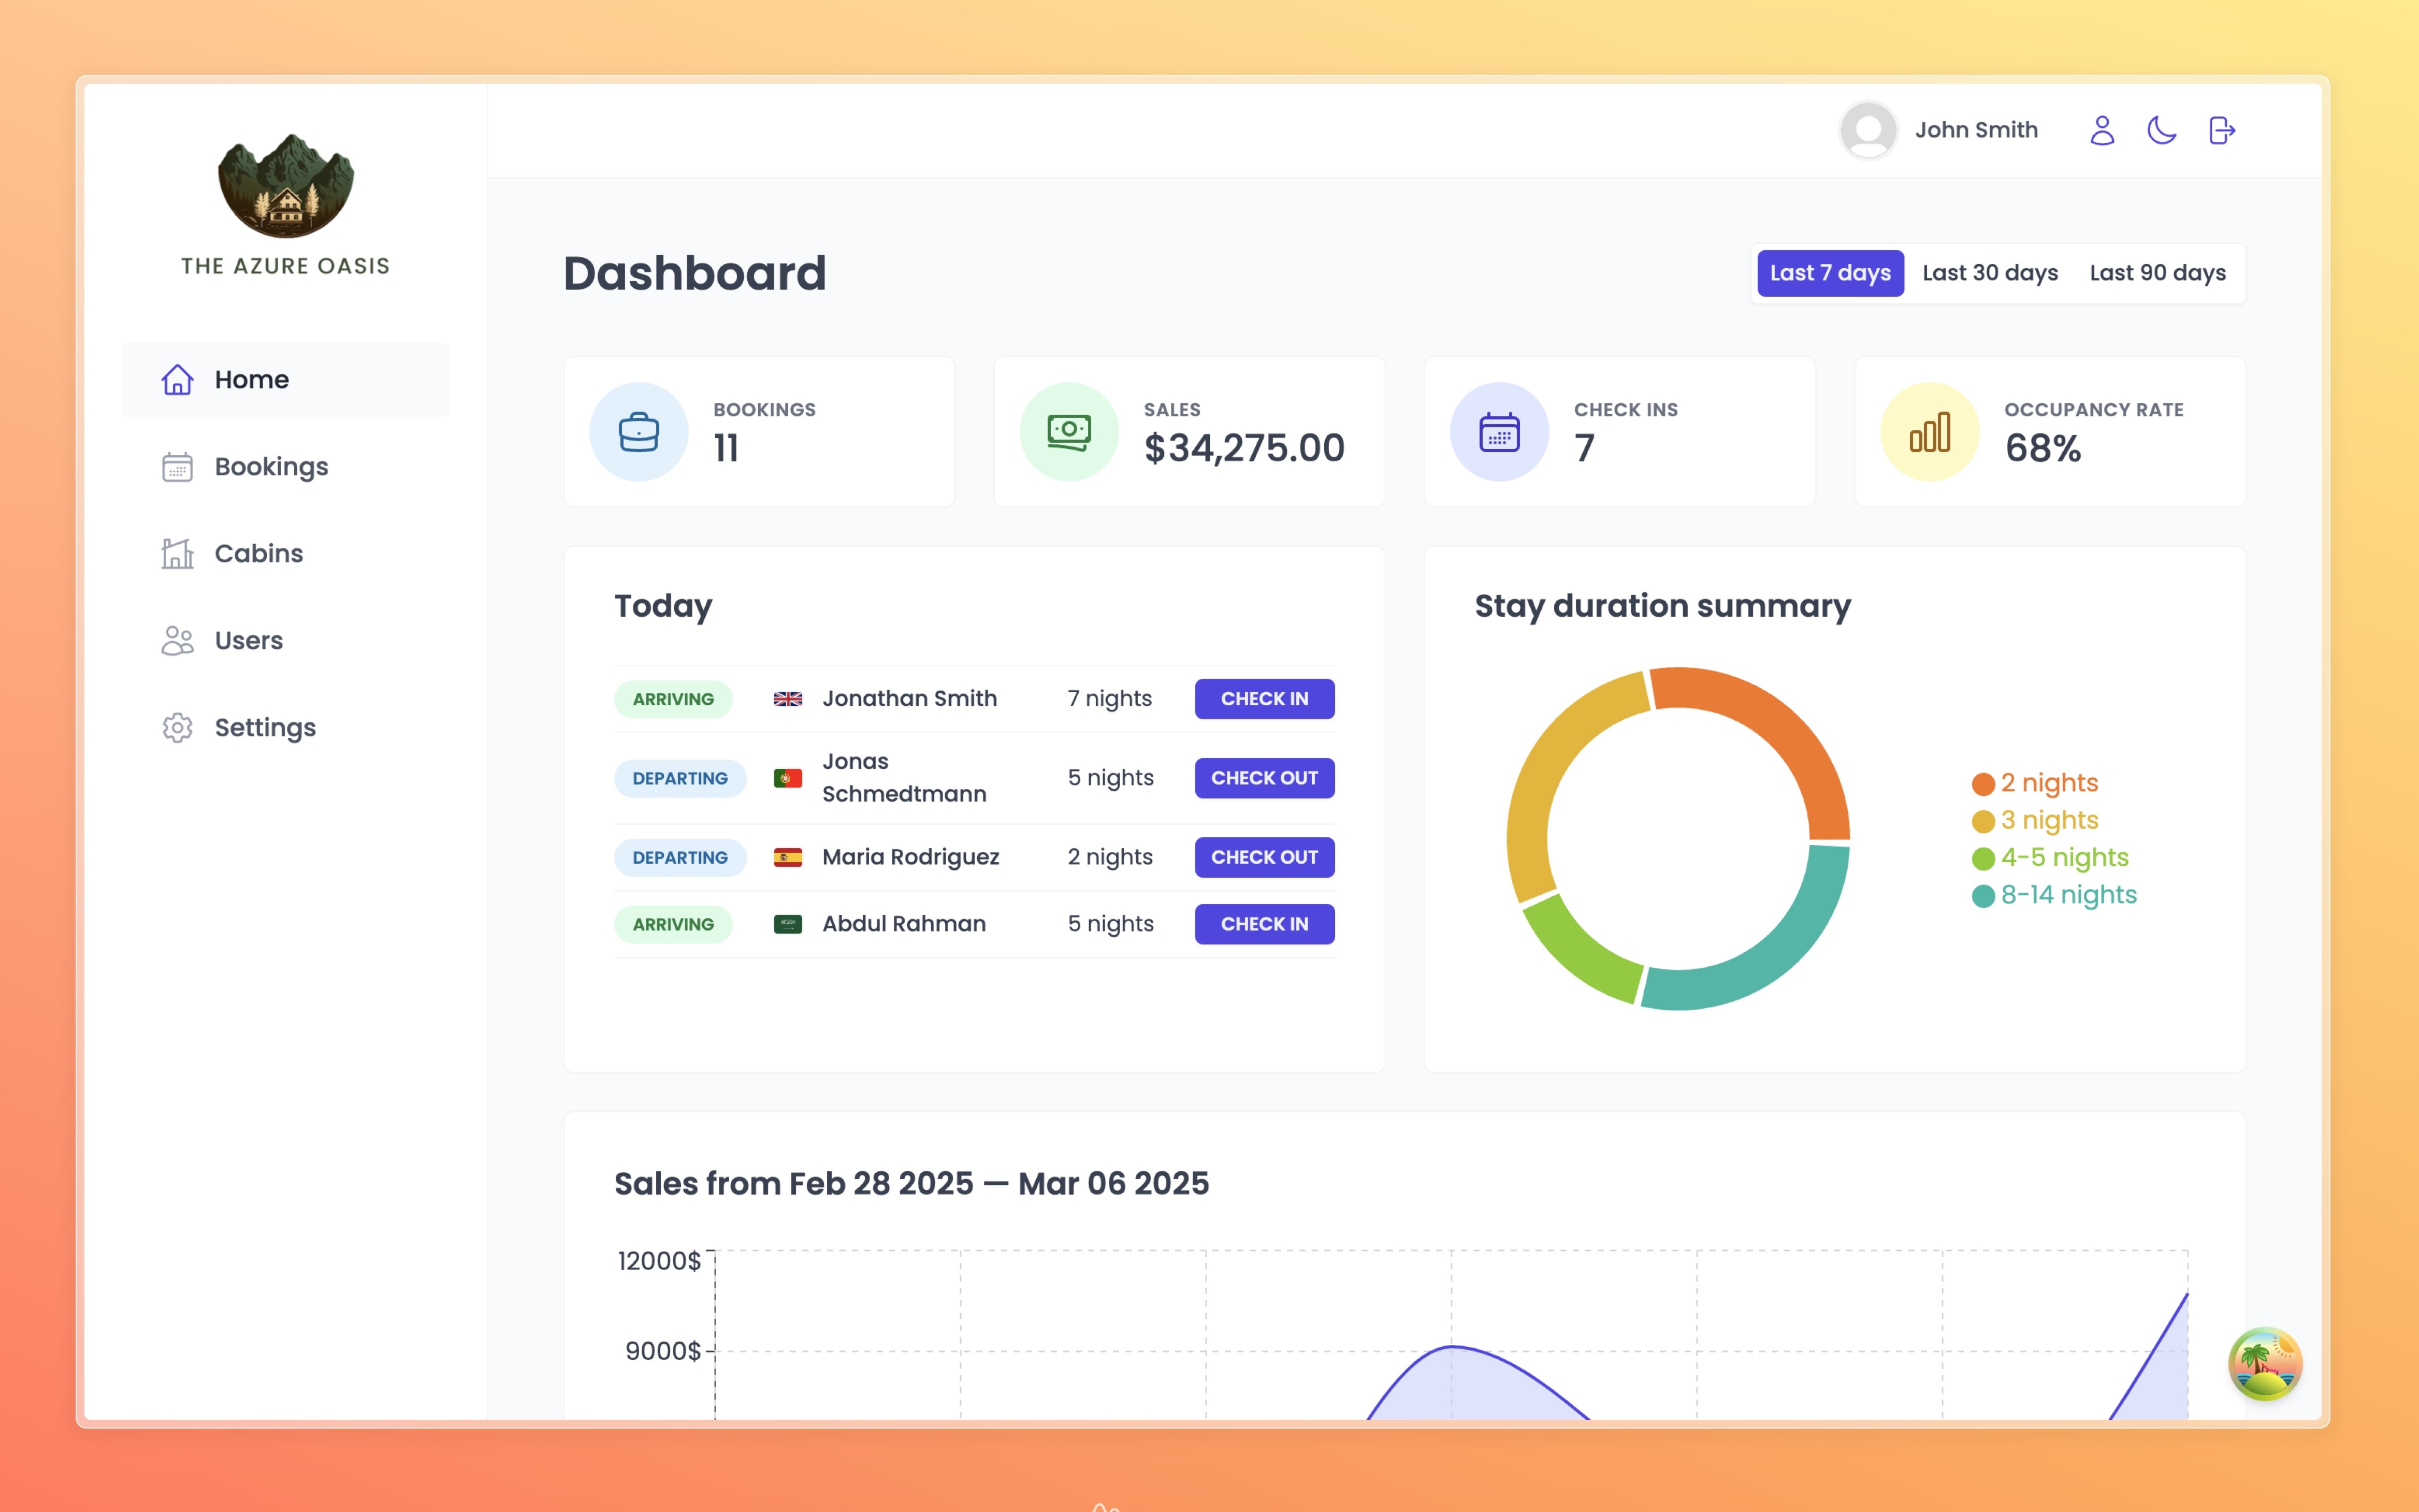 THE AZURE OASIS
Home
Bookings
Cabins
Users
Settings
John Smith
Dashboard
Last 7 days
Last 30 days
Last 90 days
BOOKINGS
11
SALES
$34,275.00
CHECK INS
7
OCCUPANCY RATE
68%
Today
ARRIVING Jonathan Smith 7 nights CHECK IN
DEPARTING Jonas
Schmedtmann 5 nights CHECK OUT
DEPARTING Maria Rodriguez 2 nights CHECK OUT
ARRIVING Abdul Rahman 5 nights CHECK IN
Stay duration summary
2 nights
3 nights
4-5 nights
8-14 nights
Sales from Feb 28 2025 — Mar 06 2025
12000$
9000$